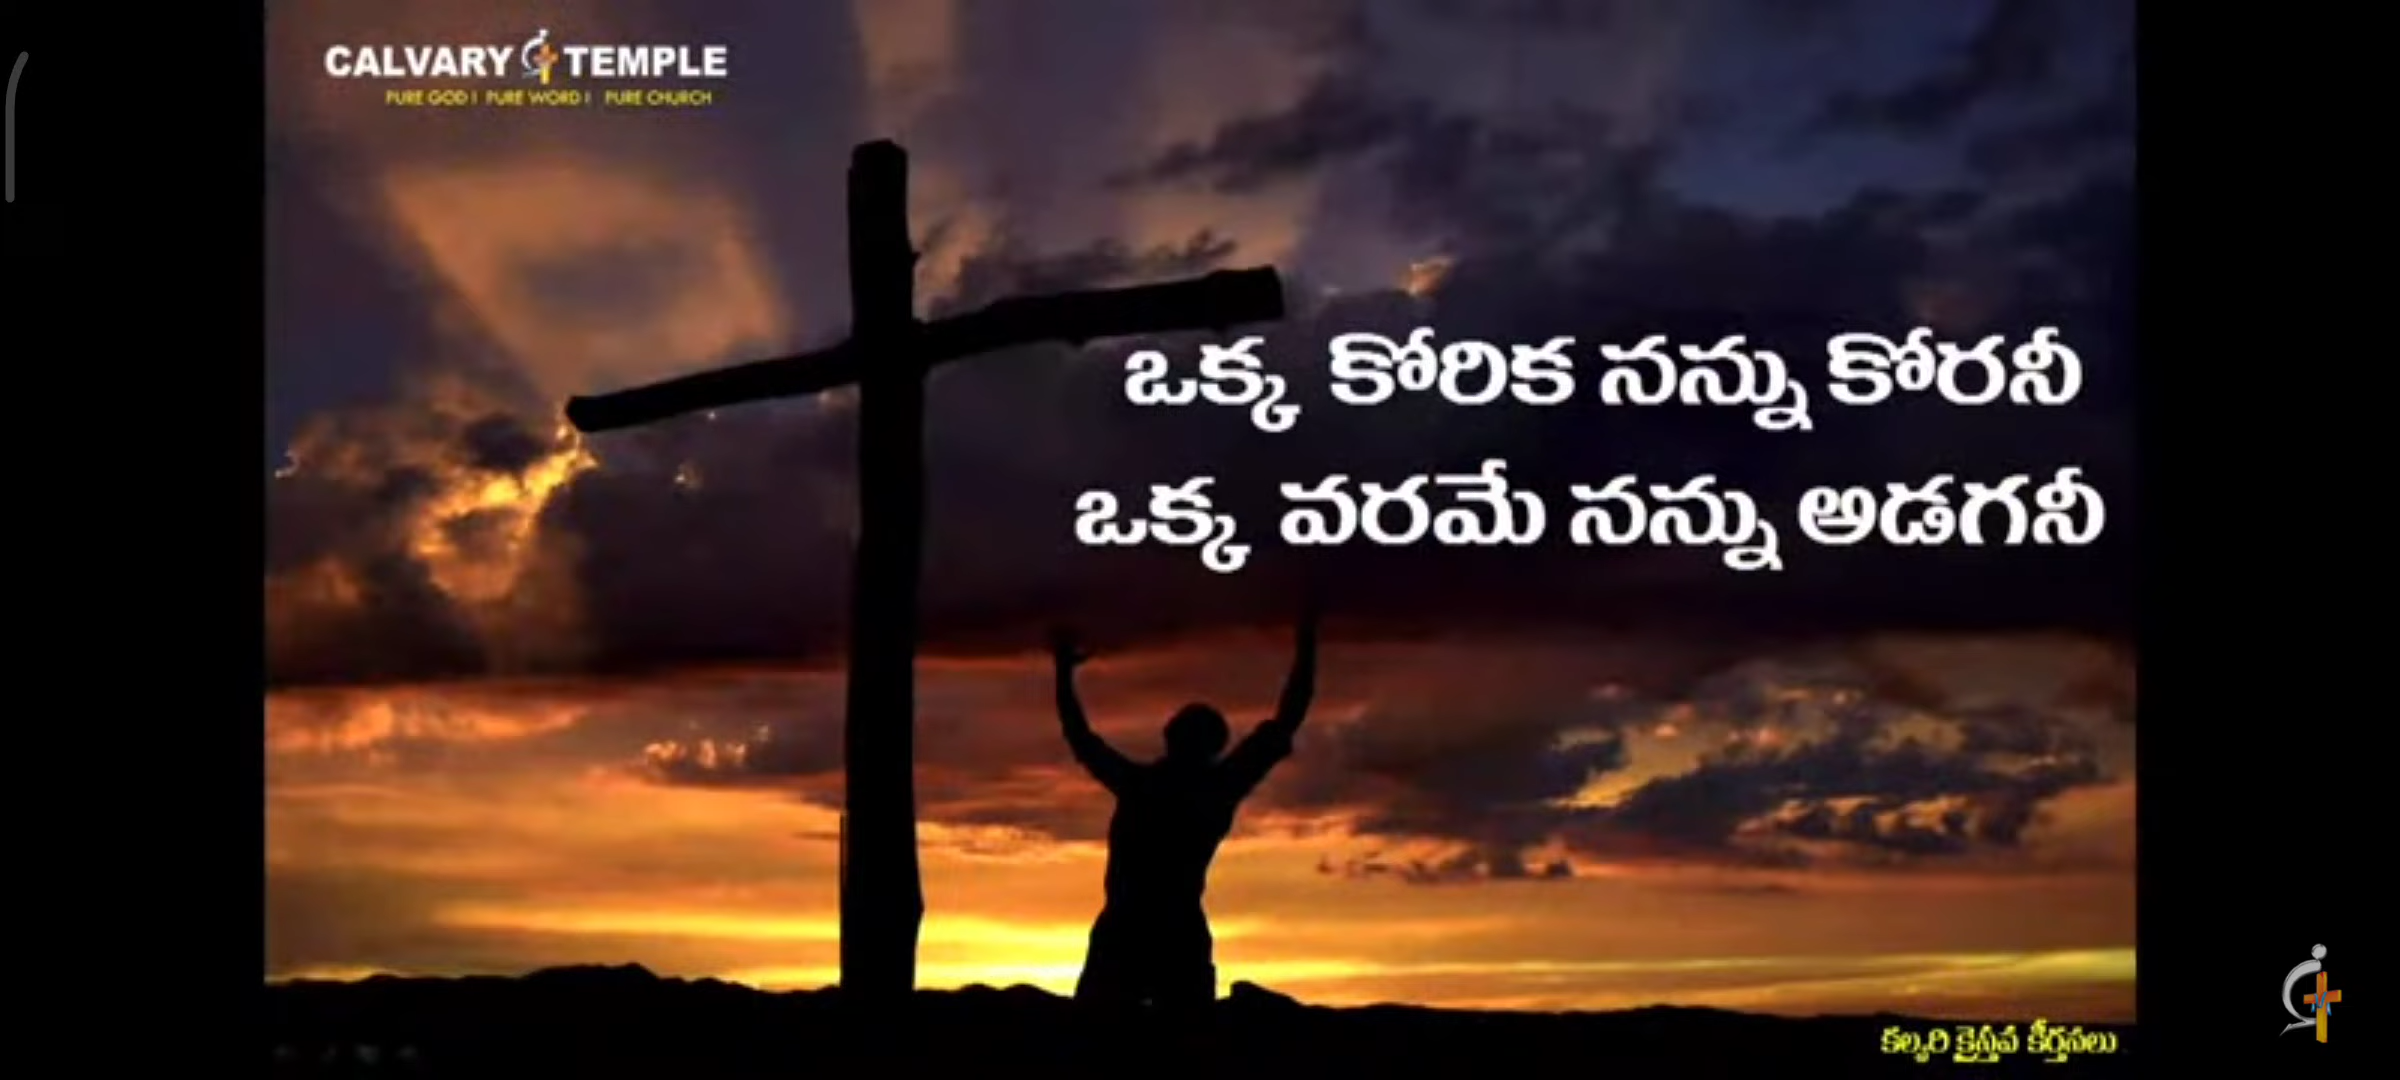 CALVARY TEMPLE
PURE GOD I PURE WORD I PURE CHURCH
ఒక్క కోరిక నన్ను కోరనీ
ఒక్క వరమే నన్ను అడగనీ
కల్వరి క్రైస్తవ కీర్తనలు